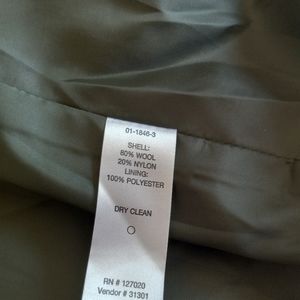 01-1846-3
SHELL:
80% WOOL
20% NYLON
LINING:
100% POLYESTER
DRY CLEAN
RN # 127020
Vendor # 31301